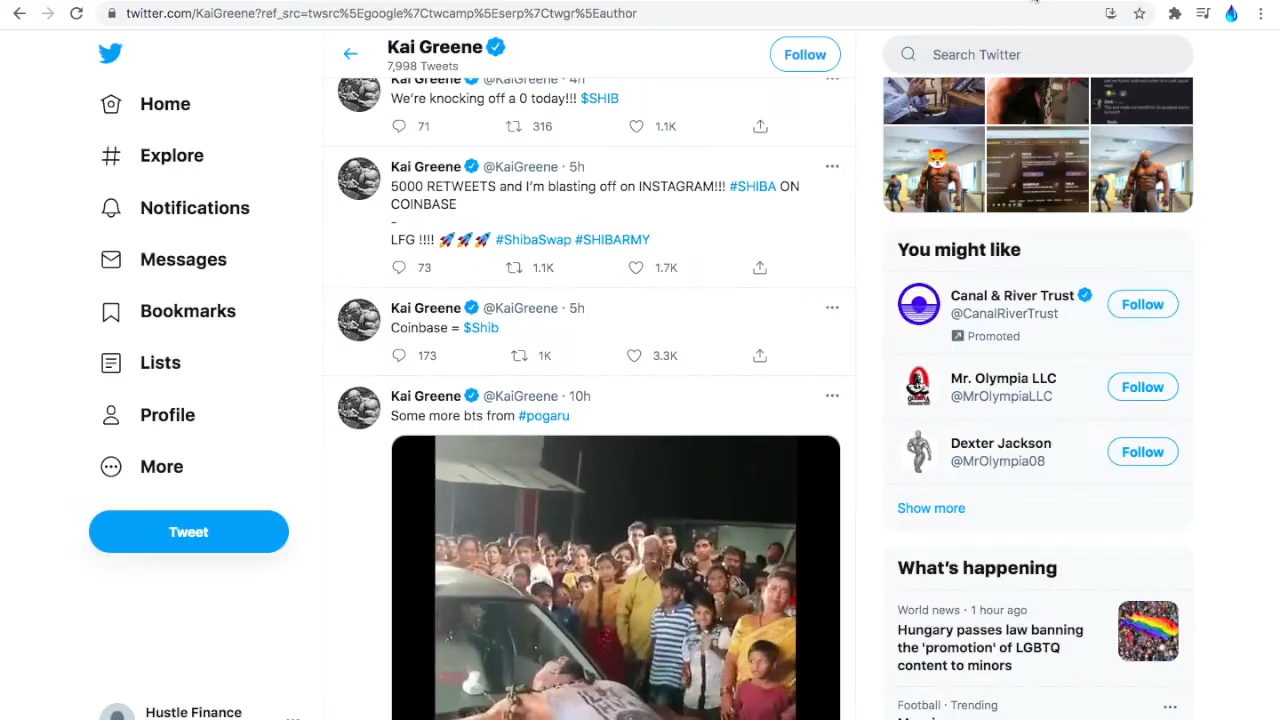 twitter.com/KaiGreene?ref_src=twsrc%5Egoogle%7Ctwcamp%5Eserp%7Ctwgr%5Eauthor
Home
Explore
Notifications
Messages
Bookmarks
Lists
Profile
More
Tweet
Hustle Finance
Kai Greene
7,998 Tweets
Follow
Kai Greene @KaiGreene · 4h
We're knocking off a 0 today!!! $SHIB
71 316 1.1K
Kai Greene @KaiGreene · 5h
5000 RETWEETS and I'm blasting off on INSTAGRAM!!! #SHIBA ON
COINBASE
-
LFG !!!! 🚀🚀🚀 #ShibaSwap #SHIBARMY
73 1.1K 1.7K
Kai Greene @KaiGreene · 5h
Coinbase = $Shib
173 1K 3.3K
Kai Greene @KaiGreene · 10h
Some more bts from #pogaru
Search Twitter
You might like
Canal & River Trust
@CanalRiverTrust
Follow
Promoted
Mr. Olympia LLC
@MrOlympiaLLC
Follow
Dexter Jackson
@MrOlympia08
Follow
Show more
What's happening
World news · 1 hour ago
Hungary passes law banning
the 'promotion' of LGBTQ
content to minors
Football · Trending